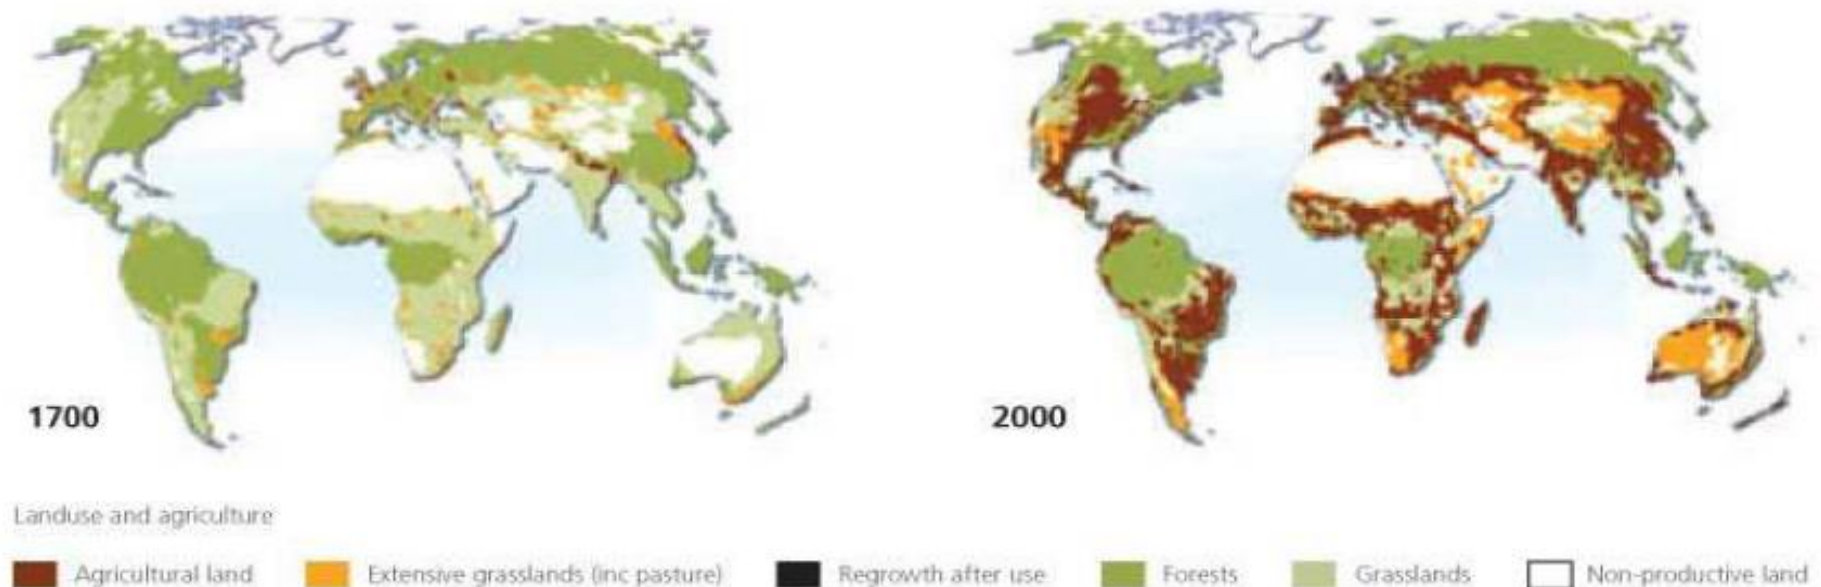 1700
2000
Landuse and agriculture
Agricultural land
Extensive grasslands (inc pasture)
Regrowth after use
Forests
Grasslands
Non-productive land